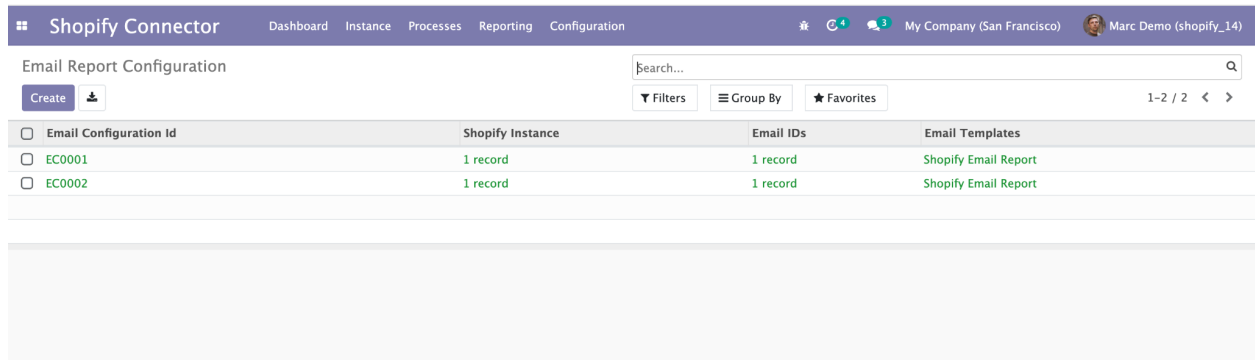 Shopify Connector Dashboard Instance Processes Reporting Configuration 4 3 My Company (San Francisco) Marc Demo (shopify_14)
Email Report Configuration Search...
Create Filters Group By Favorites 1-2 / 2
Email Configuration Id Shopify Instance Email IDs Email Templates
EC0001 1 record 1 record Shopify Email Report
EC0002 1 record 1 record Shopify Email Report